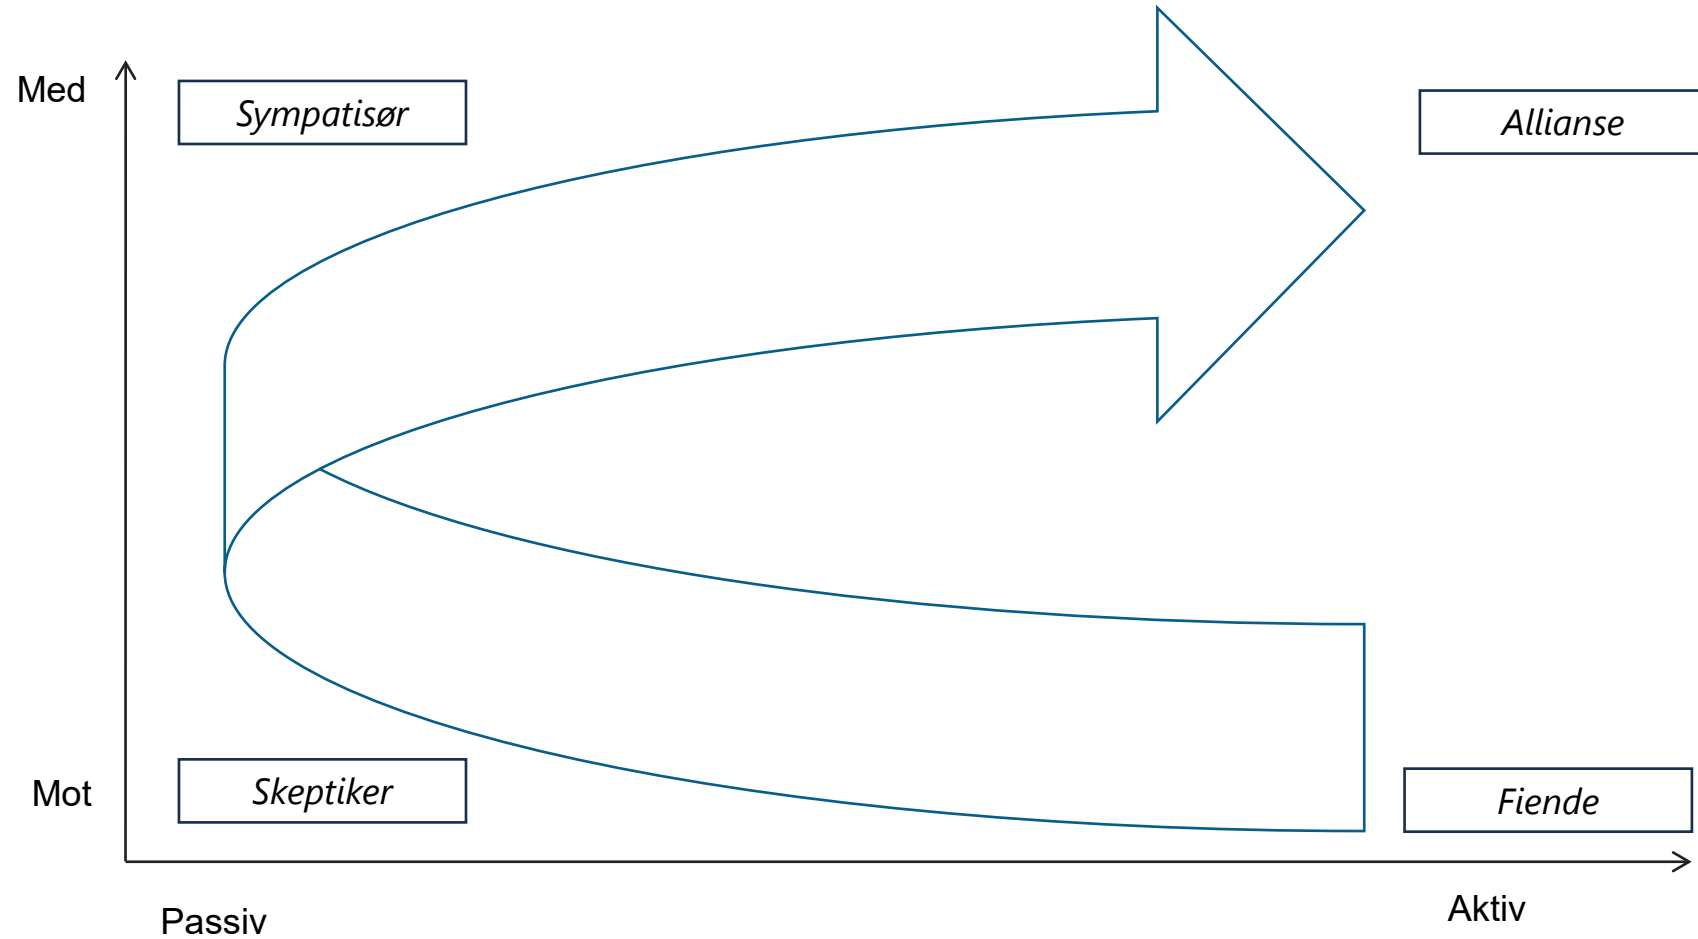 Med
Sympatisør
Allianse
Mot
Skeptiker
Fiende
Passiv
Aktiv